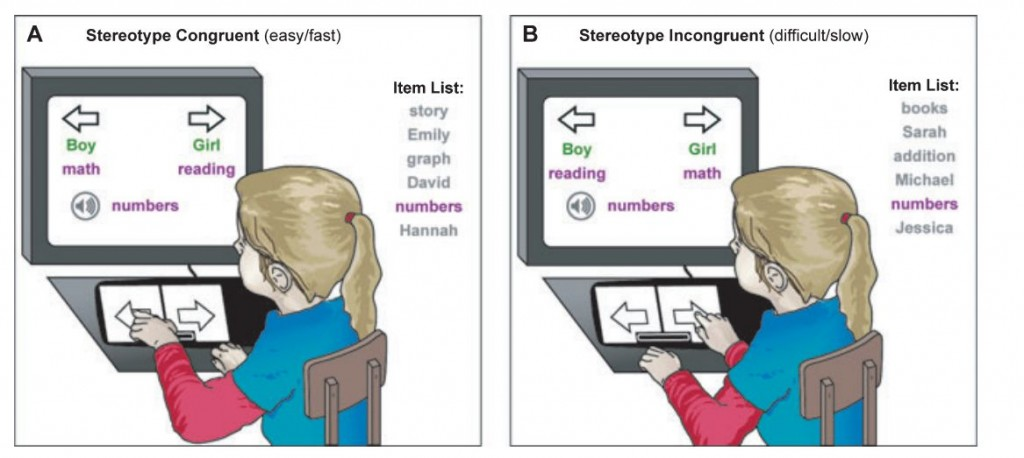 A Stereotype Congruent (easy/fast)
Boy Girl
math reading
numbers
Item List:
story
Emily
graph
David
numbers
Hannah
B Stereotype Incongruent (difficult/slow)
Boy Girl
reading math
numbers
Item List:
books
Sarah
addition
Michael
numbers
Jessica